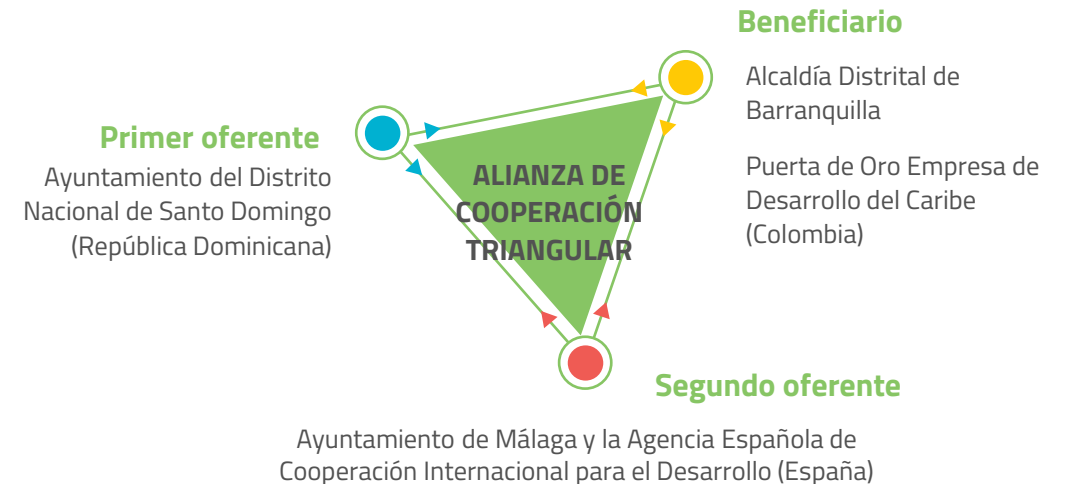 Beneficiario
Alcaldía Distrital de
Barranquilla
Puerta de Oro Empresa de
Desarrollo del Caribe
(Colombia)
Primer oferente
Ayuntamiento del Distrito
Nacional de Santo Domingo
(República Dominicana)
ALIANZA DE
COOPERACIÓN
TRIANGULAR
Segundo oferente
Ayuntamiento de Málaga y la Agencia Española de
Cooperación Internacional para el Desarrollo (España)